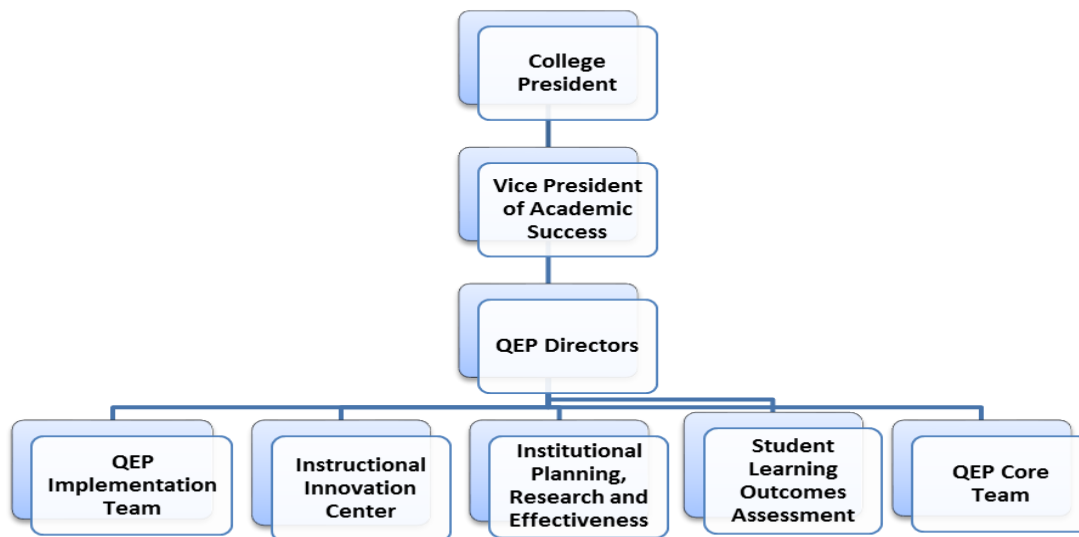 College
President
Vice President
of Academic
Success
QEP Directors
QEP
Implementation
Team
Instructional
Innovation
Center
Institutional
Planning,
Research and
Effectiveness
Student
Learning
Outcomes
Assessment
QEP Core
Team